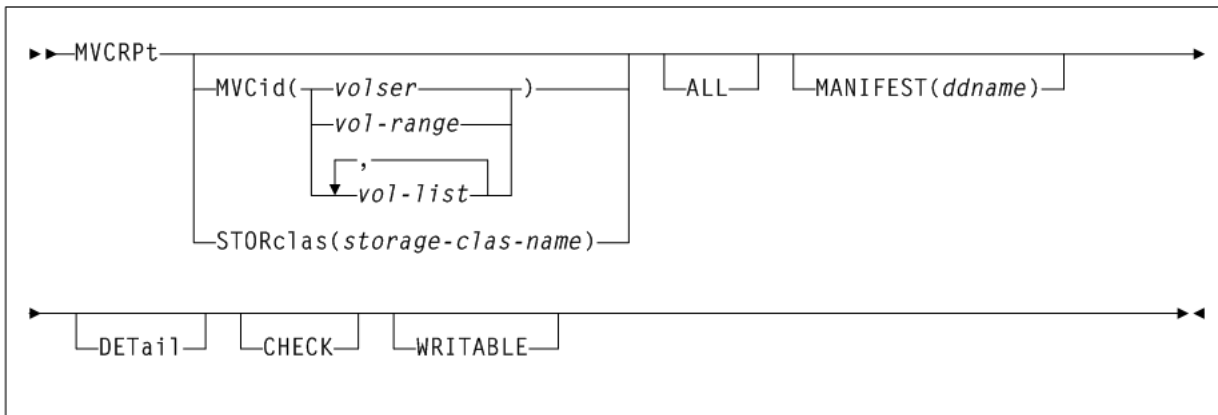 MVCRPt ALL MANIFEST(ddname)
MVCid( volser )
vol-range
,
vol-list
STORclas(storage-clas-name)
DETail CHECK WRITABLE